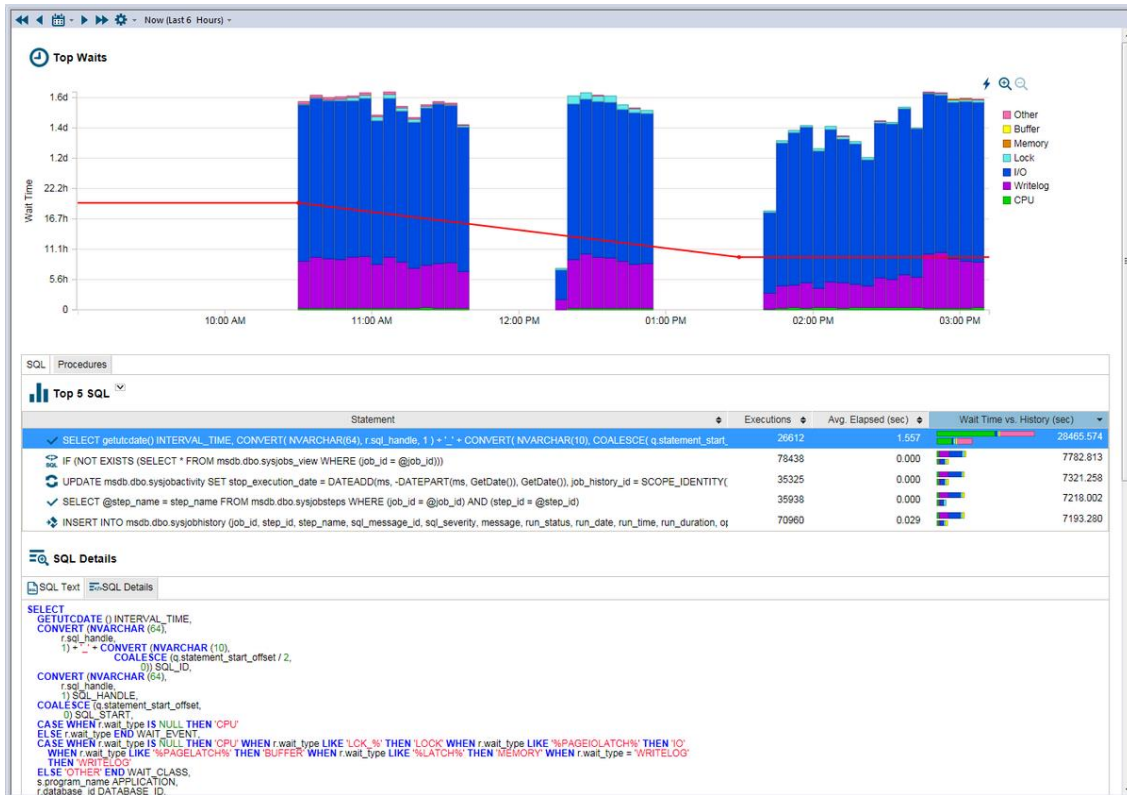 Now (Last 6 Hours)
Top Waits
Wait Time
1.6d
1.4d
1.2d
22.2h
16.7h
11.1h
5.6h
0
10:00 AM 11:00 AM 12:00 PM 01:00 PM 02:00 PM 03:00 PM
Other
Buffer
Memory
Lock
I/O
Writelog
CPU
SQL Procedures
Top 5 SQL
Statement Executions Avg. Elapsed (sec) Wait Time vs. History (sec)
SELECT getutcdate() INTERVAL_TIME, CONVERT( NVARCHAR(64), r.sql_handle, 1 ) + '_' + CONVERT( NVARCHAR(10), COALESCE( q.statement_start_ 26612 1.557 28465.574
SQL IF (NOT EXISTS (SELECT * FROM msdb.dbo.sysjobs_view WHERE (job_id = @job_id))) 78438 0.000 7782.813
UPDATE msdb.dbo.sysjobactivity SET stop_execution_date = DATEADD(ms, -DATEPART(ms, GetDate()), GetDate()), job_history_id = SCOPE_IDENTITY( 35325 0.000 7321.258
SELECT @step_name = step_name FROM msdb.dbo.sysjobsteps WHERE (job_id = @job_id) AND (step_id = @step_id) 35938 0.000 7218.002
INSERT INTO msdb.dbo.sysjobhistory (job_id, step_id, step_name, sql_message_id, sql_severity, message, run_status, run_date, run_time, run_duration, op 70960 0.029 7193.280
SQL Details
SQL Text SQL Details
SELECT
GETUTCDATE () INTERVAL_TIME,
CONVERT (NVARCHAR (64),
r.sql_handle,
1) + '_' + CONVERT (NVARCHAR (10),
COALESCE (q.statement_start_offset / 2,
0)) SQL_ID,
CONVERT (NVARCHAR (64),
r.sql_handle,
1) SQL_HANDLE,
COALESCE (q.statement_start_offset,
0) SQL_START,
CASE WHEN r.wait_type IS NULL THEN 'CPU'
ELSE r.wait_type END WAIT_EVENT,
CASE WHEN r.wait_type IS NULL THEN 'CPU' WHEN r.wait_type LIKE 'LCK_%' THEN 'LOCK' WHEN r.wait_type LIKE '%PAGEIOLATCH%' THEN 'IO'
WHEN r.wait_type LIKE '%PAGELATCH%' THEN 'BUFFER' WHEN r.wait_type LIKE '%LATCH%' THEN 'MEMORY' WHEN r.wait_type = 'WRITELOG'
THEN 'WRITELOG'
ELSE 'OTHER' END WAIT_CLASS,
s.program_name APPLICATION,
r.database_id DATABASE_ID,